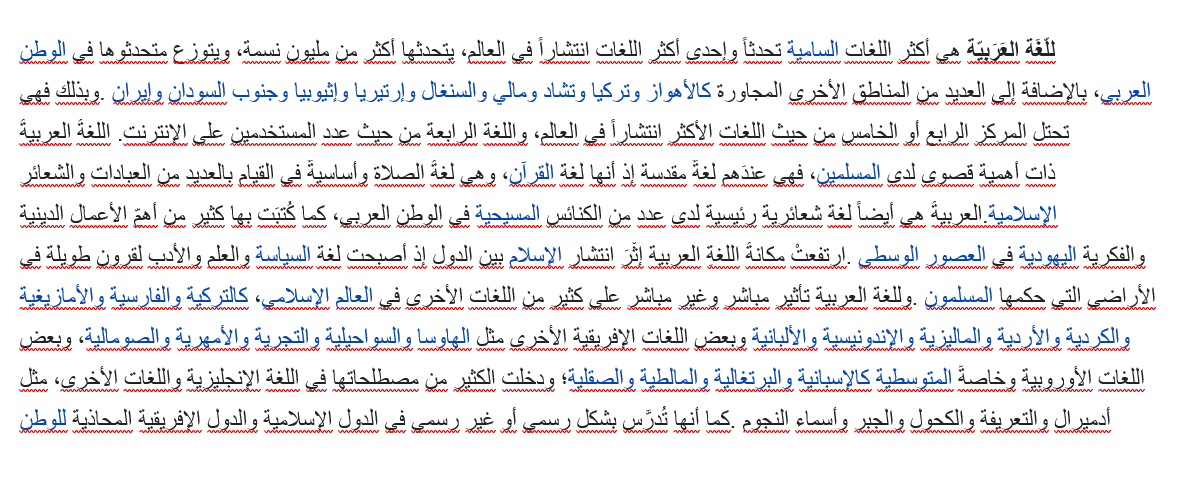 للّغَة العَرَبِيّة هي أكثر اللغات السامية تحدثاً وإحدى أكثر اللغات انتشاراً في العالم، يتحدثها أكثر من مليون نسمة، ويتوزع متحدثوها في الوطن
العربي، بالإضافة إلى العديد من المناطق الأخرى المجاورة كالأهواز وتركيا وتشاد ومالي والسنغال وإرتيريا وإثيوبيا وجنوب السودان وإيران .وبذلك فهي
تحتل المركز الرابع أو الخامس من حيث اللغات الأكثر انتشاراً في العالم، واللغة الرابعة من حيث عدد المستخدمين على الإنترنت. اللغةُ العربيةُ
ذات أهمية قصوى لدى المسلمين، فهي عندَهم لغةٌ مقدسة إذ أنها لغة القرآن، وهي لغةُ الصلاة وأساسيةٌ في القيام بالعديد من العبادات والشعائرِ
الإسلامية.العربيةُ هي أيضاً لغة شعائرية رئيسية لدى عدد من الكنائس المسيحية في الوطن العربي، كما كُتبَت بها كثير من أهمّ الأعمال الدينية
والفكرية اليهودية في العصور الوسطى .ارتفعتْ مكانةُ اللغة العربية إثْرَ انتشار الإسلام بين الدول إذ أصبحت لغة السياسة والعلم والأدب لقرون طويلة في
الأراضي التي حكمها المسلمون .وللغة العربية تأثير مباشر وغير مباشر على كثير من اللغات الأخرى في العالم الإسلامي، كالتركية والفارسية والأمازيغية
والكردية والأردية والماليزية والإندونيسية والألبانية وبعض اللغات الإفريقية الأخرى مثل الهاوسا والسواحيلية والتجرية والأمهرية والصومالية، وبعض
اللغات الأوروبية وخاصةً المتوسطية كالإسبانية والبرتغالية والمالطية والصقلية؛ ودخلت الكثير من مصطلحاتها في اللغة الإنجليزية واللغات الأخرى، مثل
أدميرال والتعريفة والكحول والجبر وأسماء النجوم .كما أنها تُدرَّس بشكل رسمي أو غير رسمي في الدول الإسلامية والدول الإفريقية المحاذية للوطن